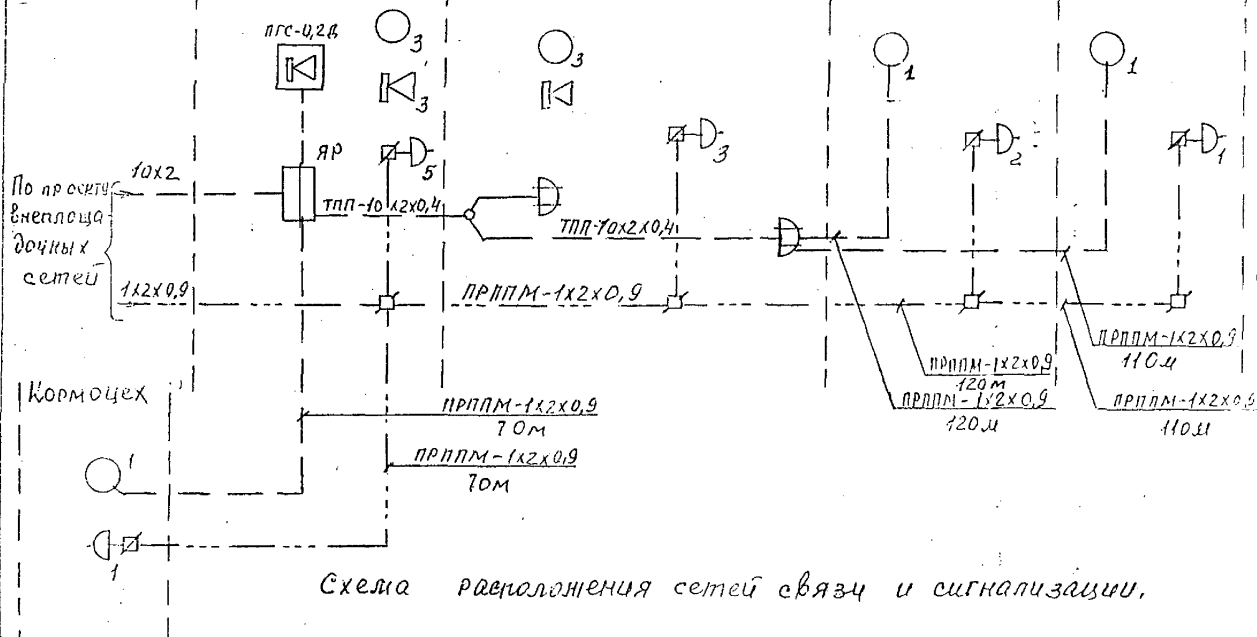 ПГС-0,2Д
3
3
3
5
ЯР
10х2
По проекту
внеплоща
дочных
сетей
1х2х0,9
ТПП-10х2х0,4
ТПП-10х2х0,4
3
1
2
1
1
ПРППМ-1х2х0,9
ПРППМ-1х2х0,9
120м
ПРППМ-1х2х0,9
120м
ПРППМ-1х2х0,9
110м
ПРППМ-1х2х0,9
110м
Кормоцех
ПРППМ-1х2х0,9
70м
ПРППМ-1х2х0,9
70м
1
1
Схема расположения сетей связи и сигнализации.